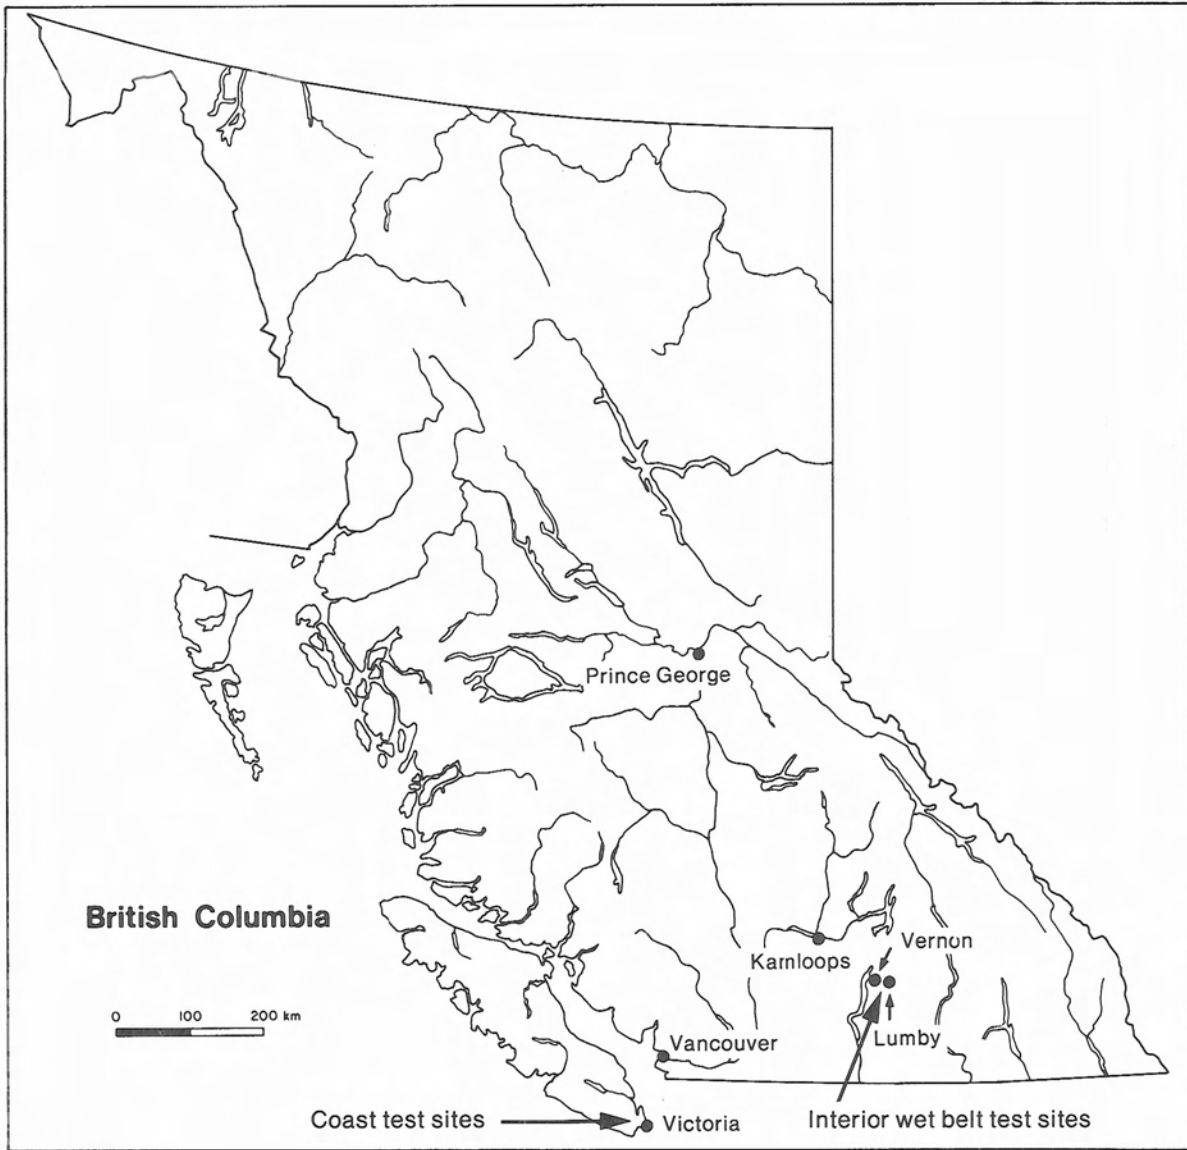 Prince George
British Columbia
Vernon
Kamloops
0 100 200 km
Lumby
Vancouver
Coast test sites
Victoria
Interior wet belt test sites